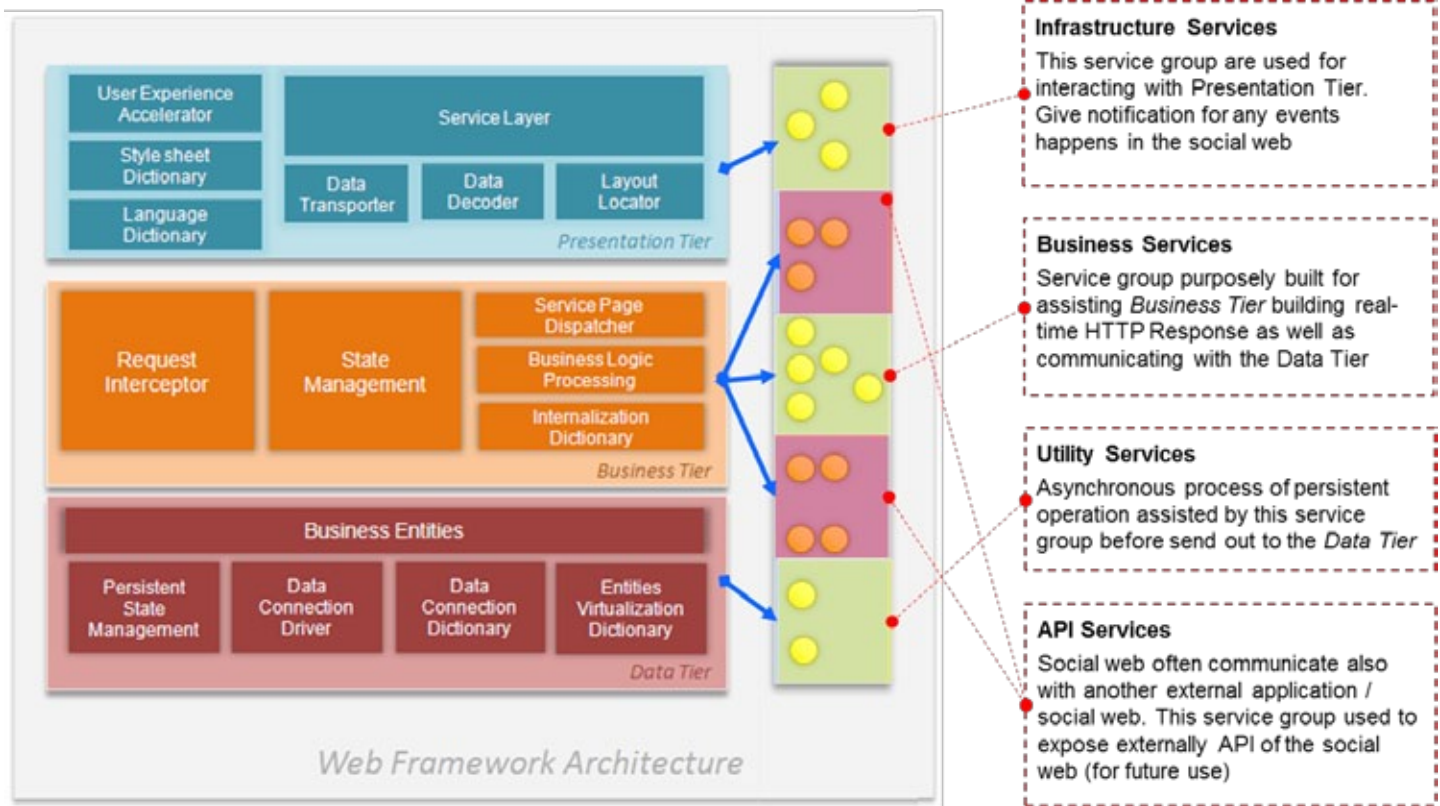 User Experience
Accelerator
Style sheet
Dictionary
Language
Dictionary
Service Layer
Data
Transporter
Data
Decoder
Layout
Locator
Presentation Tier
Request
Interceptor
State
Management
Service Page
Dispatcher
Business Logic
Processing
Internalization
Dictionary
Business Tier
Business Entities
Persistent
State
Management
Data
Connection
Driver
Data
Connection
Dictionary
Entities
Virtualization
Dictionary
Data Tier
Web Framework Architecture
Infrastructure Services
This service group are used for
interacting with Presentation Tier.
Give notification for any events
happens in the social web
Business Services
Service group purposely built for
assisting Business Tier building real-
time HTTP Response as well as
communicating with the Data Tier
Utility Services
Asynchronous process of persistent
operation assisted by this service
group before send out to the Data Tier
API Services
Social web often communicate also
with another external application /
social web. This service group used to
expose externally API of the social
web (for future use)